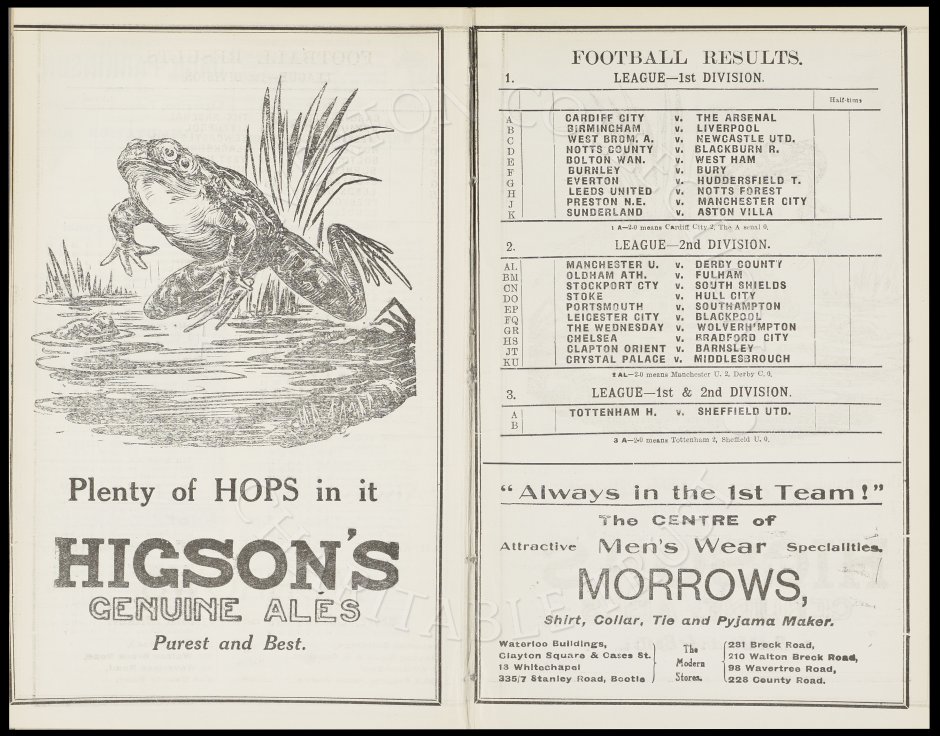 Plenty of HOPS in it
HIGSON'S
GENUINE ALES
Purest and Best.
FOOTBALL RESULTS.
1. LEAGUE—1st DIVISION.
Half-time
A CARDIFF CITY v. THE ARSENAL
B BIRMINGHAM v. LIVERPOOL
C WEST BROM. A. v. NEWCASTLE UTD.
D NOTTS COUNTY v. BLACKBURN R.
E BOLTON WAN. v. WEST HAM
F BURNLEY v. BURY
G EVERTON v. HUDDERSFIELD T.
H LEEDS UNITED v. NOTTS FOREST
J PRESTON N.E. v. MANCHESTER CITY
K SUNDERLAND v. ASTON VILLA
1 A—2-0 means Cardiff City 2, The A senal 0.
2. LEAGUE—2nd DIVISION.
AL MANCHESTER U. v. DERBY COUNTY
BM OLDHAM ATH. v. FULHAM
CN STOCKPORT CTY v. SOUTH SHIELDS
DO STOKE v. HULL CITY
EP PORTSMOUTH v. SOUTHAMPTON
FQ LEICESTER CITY v. BLACKPOOL
GR THE WEDNESDAY v. WOLVERH'MPTON
HS CHELSEA v. BRADFORD CITY
JT CLAPTON ORIENT v. BARNSLEY
KU CRYSTAL PALACE v. MIDDLESBROUGH
2 AL—2-0 means Manchester U. 2, Derby C. 0.
3. LEAGUE—1st & 2nd DIVISION.
A TOTTENHAM H. v. SHEFFIELD UTD.
B
3 A—2-0 means Tottenham 2, Sheffield U. 0.
"Always in the 1st Team!"
The CENTRE of
Attractive Men's Wear Specialities.
MORROWS,
Shirt, Collar, Tie and Pyjama Maker.
Waterloo Buildings,
Clayton Square & Cases St.
13 Whitechapel
335/7 Stanley Road, Bootle
The
Modern
Stores.
231 Breck Road,
210 Walton Breck Road,
98 Wavertree Road,
228 County Road.